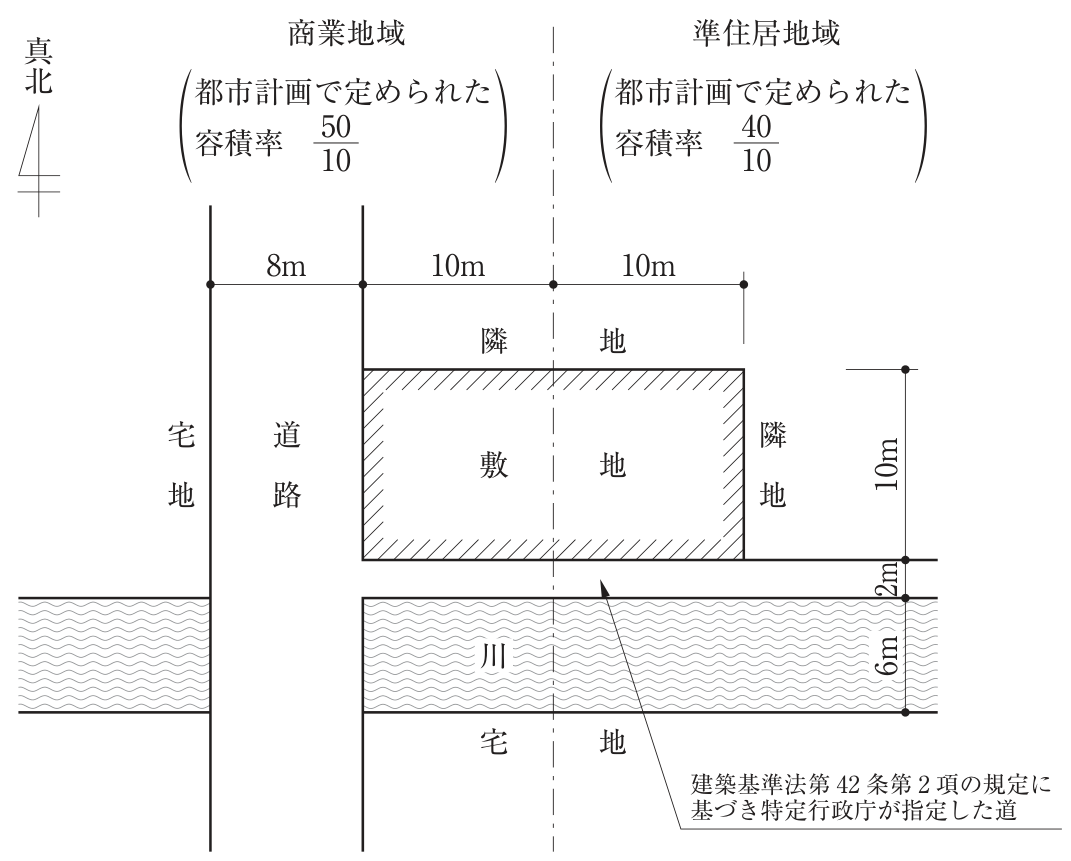 商業地域
準住居地域
真北
都市計画で定められた
容積率 50/10
都市計画で定められた
容積率 40/10
8m
10m
10m
隣地
宅地
道路
敷地
隣地
10m
2m
6m
川
宅地
建築基準法第 42 条第 2 項の規定に
基づき特定行政庁が指定した道